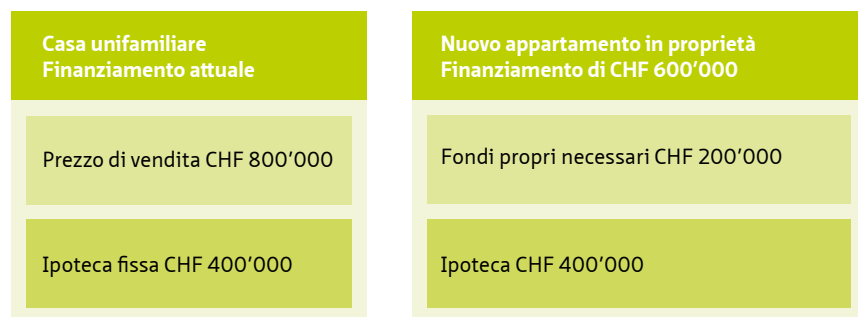 Casa unifamiliare
Finanziamento attuale
Prezzo di vendita CHF 800’000
Ipoteca fissa CHF 400’000
Nuovo appartamento in proprietà
Finanziamento di CHF 600’000
Fondi propri necessari CHF 200’000
Ipoteca CHF 400’000